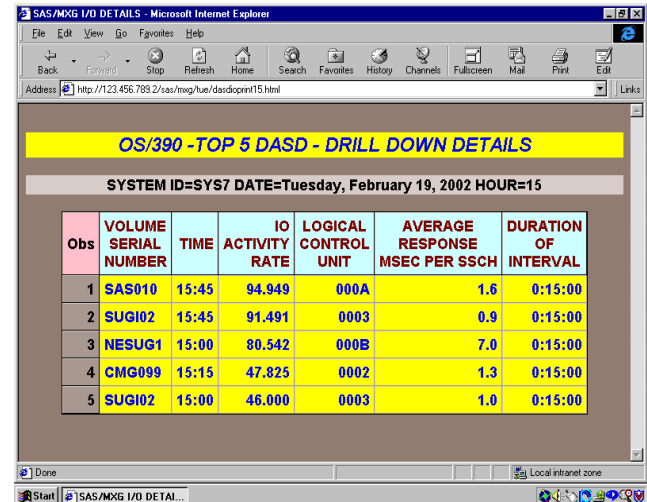 SAS/MXG I/O DETAILS - Microsoft Internet Explorer
File Edit View Go Favorites Help
Back Forward Stop Refresh Home Search Favorites History Channels Fullscreen Mail Print Edit
Address http://123.456.789.2/sas/mxg/tue/dasdioprint15.html Links
OS/390 -TOP 5 DASD - DRILL DOWN DETAILS
SYSTEM ID=SYS7 DATE=Tuesday, February 19, 2002 HOUR=15
Obs VOLUME SERIAL NUMBER TIME IO ACTIVITY RATE LOGICAL CONTROL UNIT AVERAGE RESPONSE MSEC PER SSCH DURATION OF INTERVAL
1 SAS010 15:45 94.949 000A 1.6 0:15:00
2 SUGI02 15:45 91.491 0003 0.9 0:15:00
3 NESUG1 15:00 80.542 000B 7.0 0:15:00
4 CMG099 15:15 47.825 0002 1.3 0:15:00
5 SUGI02 15:00 46.000 0003 1.0 0:15:00
Done Local intranet zone
Start SAS/MXG I/O DETAI...